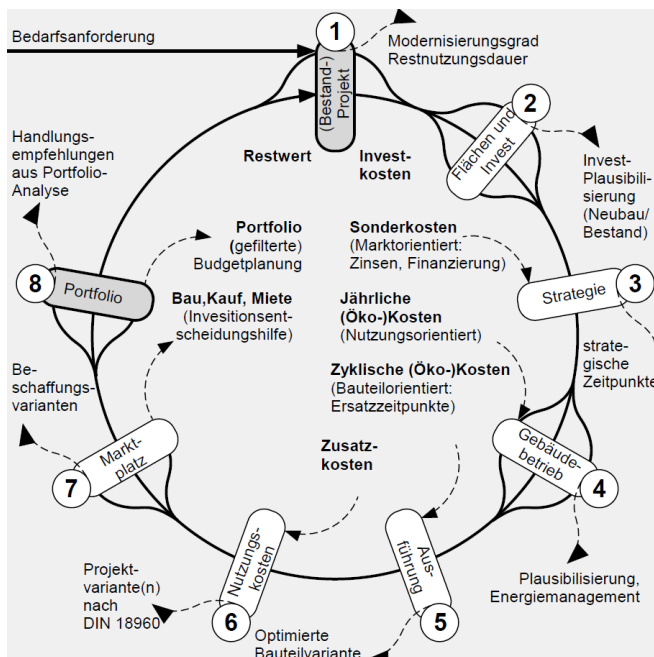 Bedarfsanforderung
1
(Bestand-)
Projekt
Modernisierungsgrad
Restnutzungsdauer
2
Flächen und
Invest
Handlungs-
empfehlungen
aus Portfolio-
Analyse
Restwert
Invest-
kosten
Invest-
Plausibili-
sierung
(Neubau/
Bestand)
Portfolio
(gefilterte)
Budgetplanung
Sonderkosten
(Marktorientiert:
Zinsen, Finanzierung)
8
Portfolio
3
Strategie
Bau,Kauf, Miete
(Investitionsent-
scheidungshilfe)
Jährliche
(Öko-)Kosten
(Nutzungsorientiert)
strate-
gische
Zeitpunkte
Be-
schaffungs-
varianten
Zyklische (Öko-)Kosten
(Bauteilorientiert:
Ersatzzeitpunkte)
7
Markt-
platz
Zusatz-
kosten
Gebäude-
betrieb
4
Projekt-
variante(n)
nach
DIN 18960
Nutzungs-
kosten
6
Aus-
führung
5
Plausibilisierung,
Energiemanagement
Optimierte
Bauteilvariante